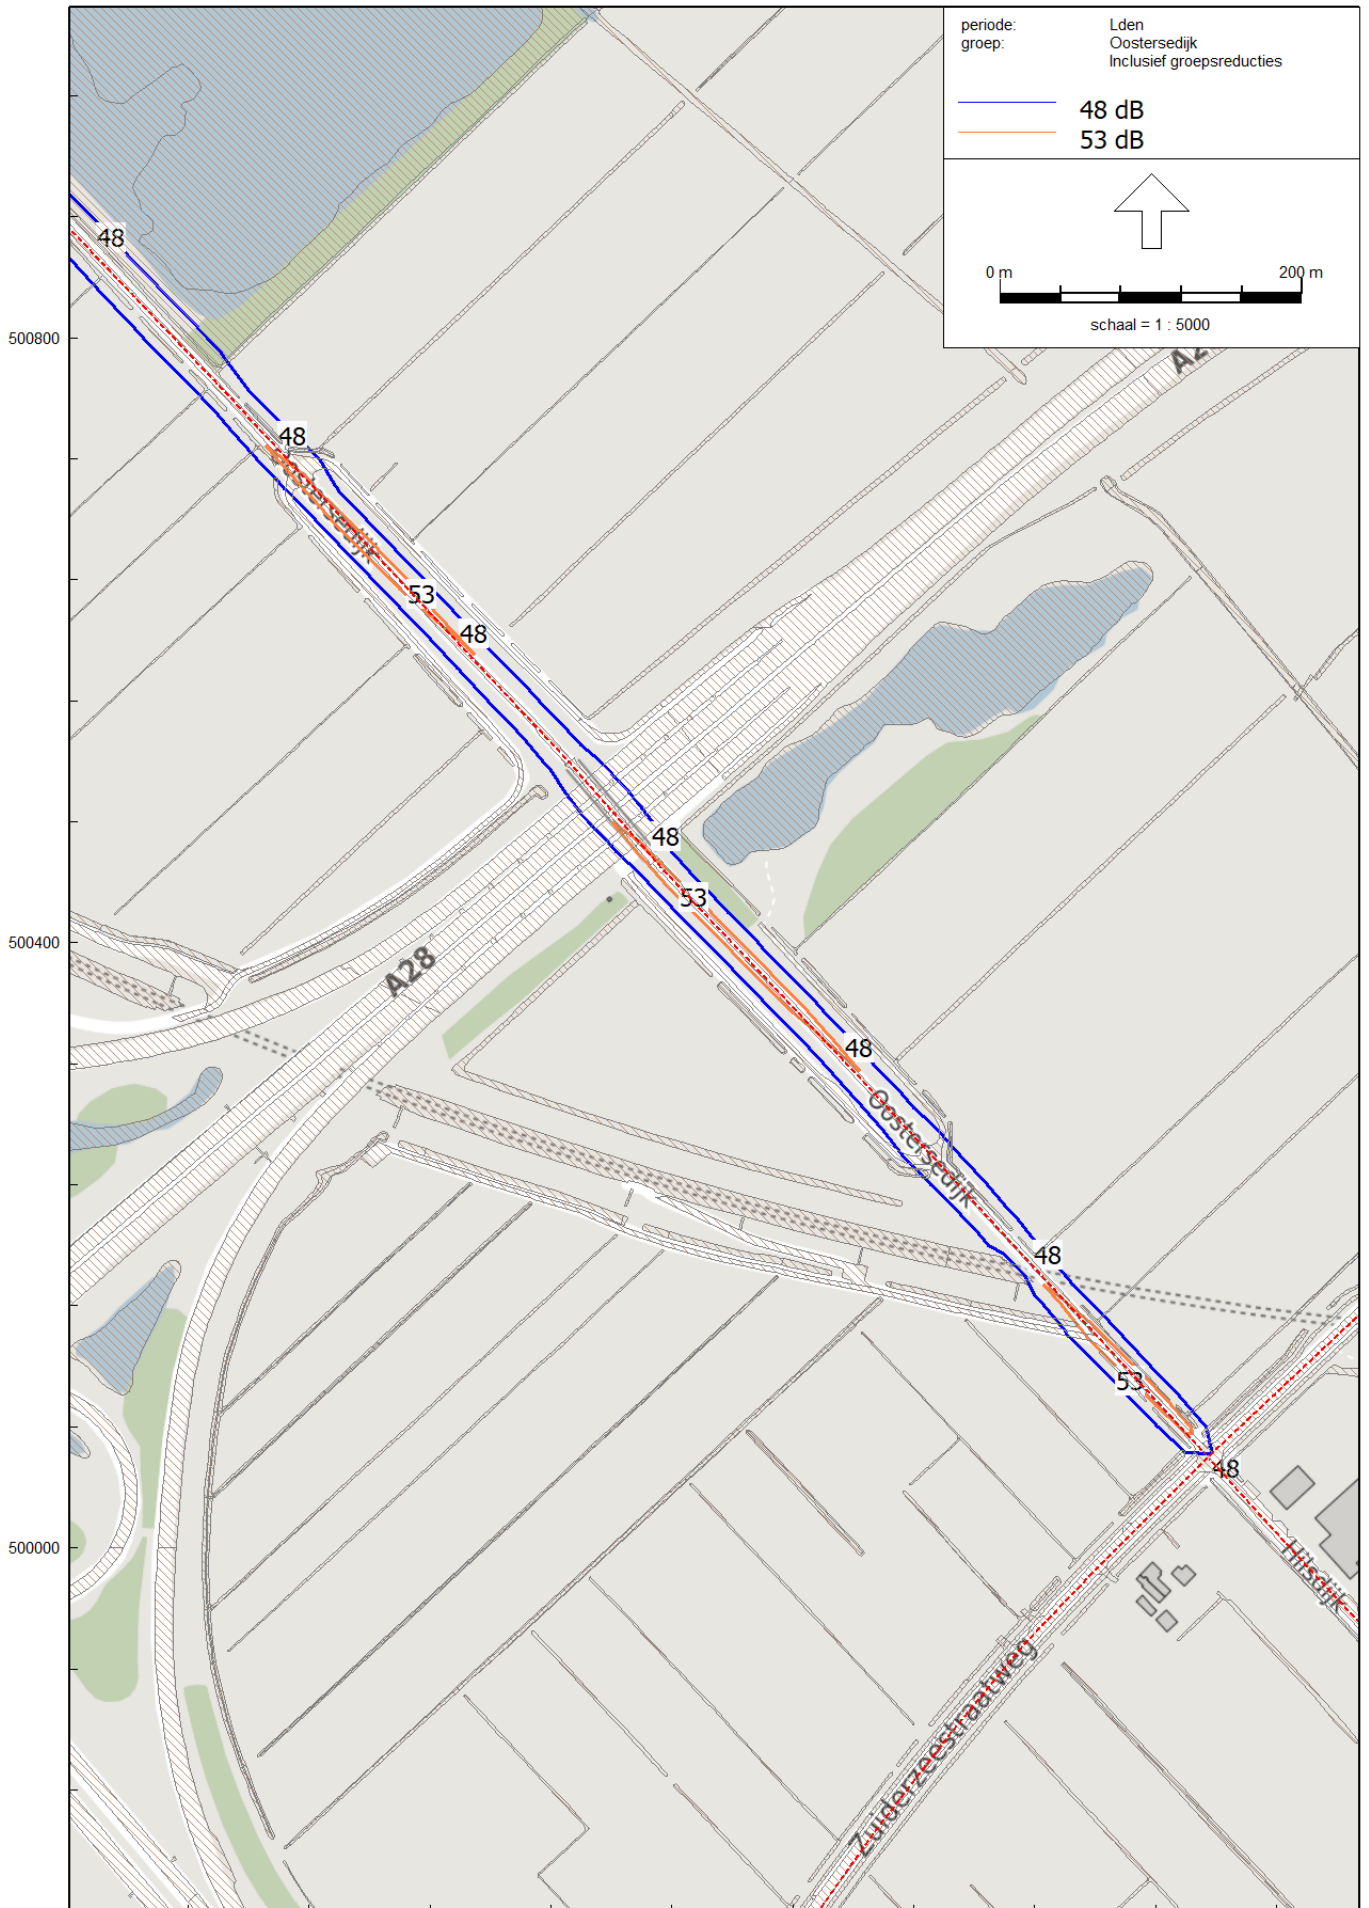 periode: Lden
groep: Oostersedijk
Inclusief groepsreducties
48 dB
53 dB
0 m 200 m
schaal = 1 : 5000
48
500800
A2
48
Oostersedijk
53
48
48
53
500400
A28
48
Oostersedijk
48
53
48
500000
Hilsdijk
Zuiderzeestraatweg